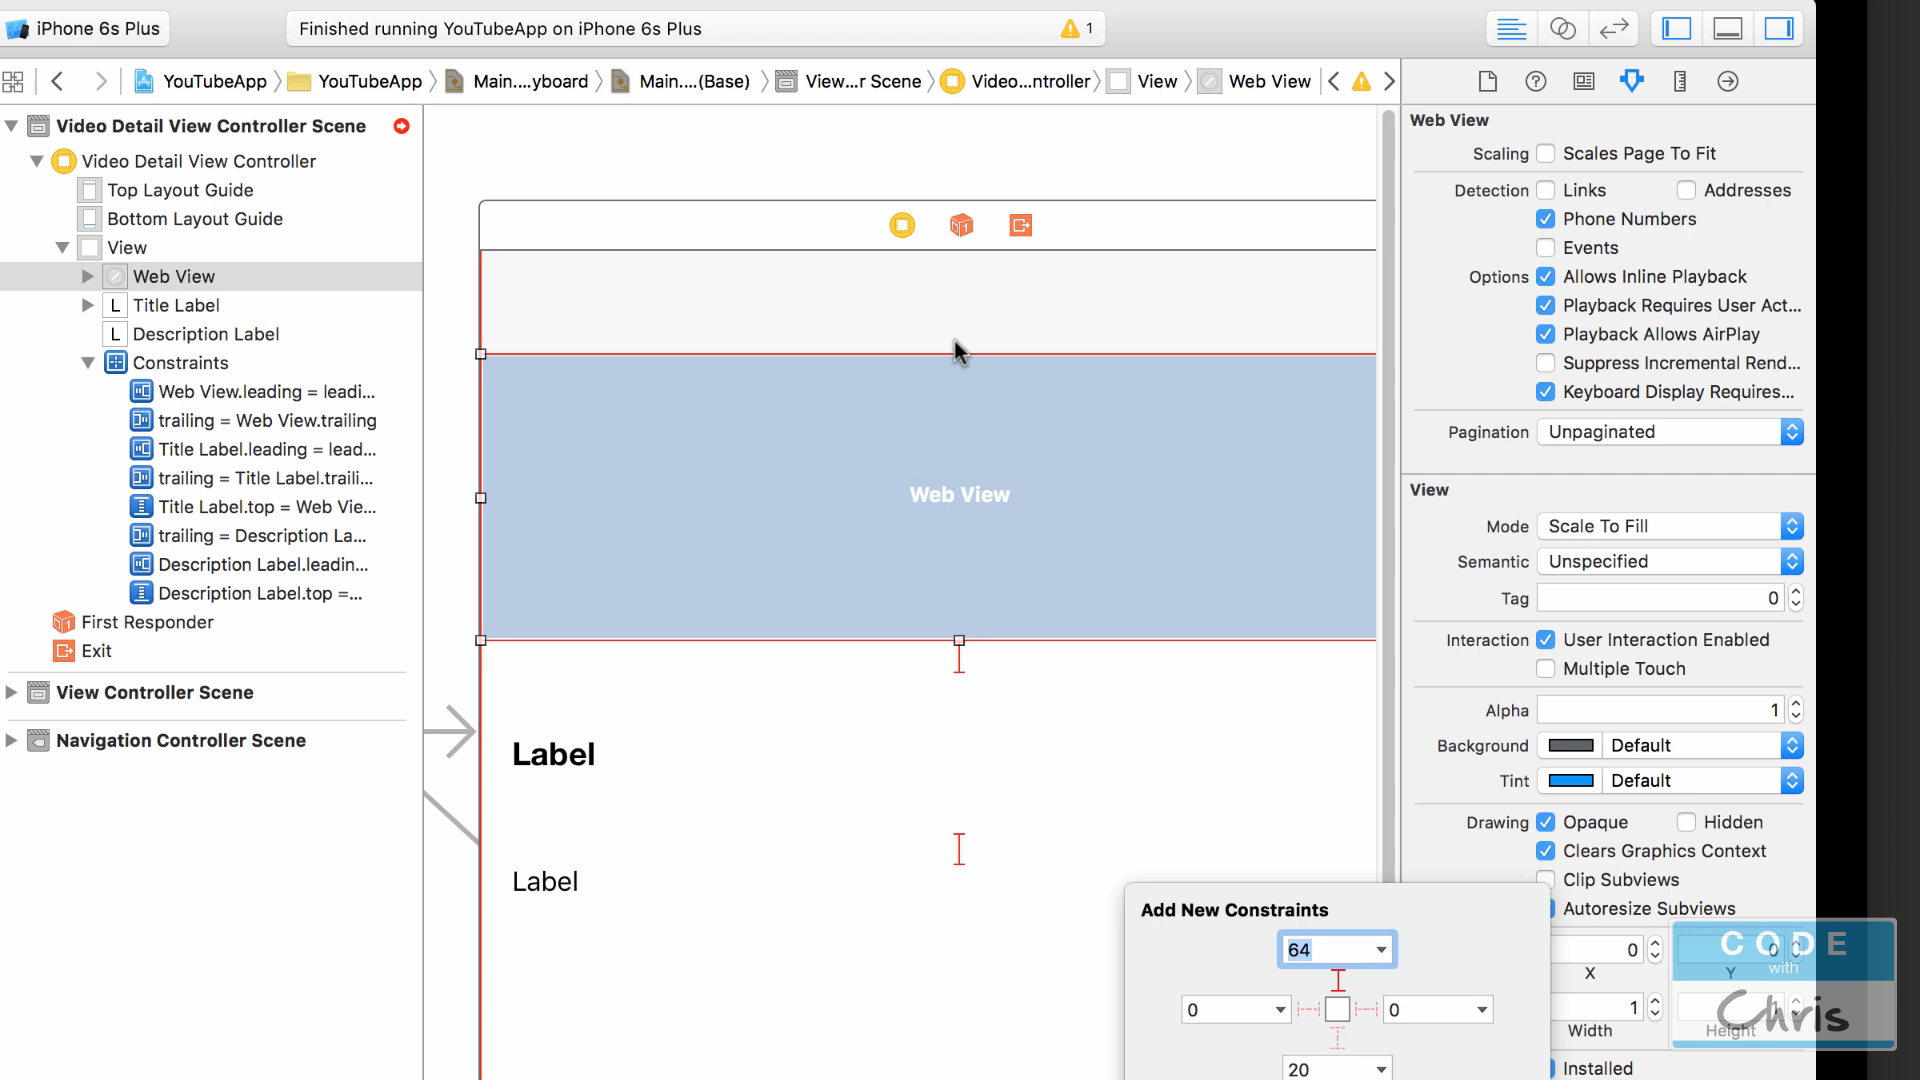 iPhone 6s Plus
Finished running YouTubeApp on iPhone 6s Plus
1
YouTubeApp
YouTubeApp
Main....yboard
Main....(Base)
View...r Scene
Video...ntroller
View
Web View
Video Detail View Controller Scene
Video Detail View Controller
Top Layout Guide
Bottom Layout Guide
View
Web View
L Title Label
L Description Label
Constraints
Web View.leading = leadi...
trailing = Web View.trailing
Title Label.leading = lead...
trailing = Title Label.traili...
Title Label.top = Web Vie...
trailing = Description La...
Description Label.leadin...
Description Label.top =...
First Responder
Exit
View Controller Scene
Navigation Controller Scene
Web View
Label
Label
Add New Constraints
64
0
0
20
Web View
Scaling Scales Page To Fit
Detection Links Addresses
Phone Numbers
Events
Options Allows Inline Playback
Playback Requires User Act...
Playback Allows AirPlay
Suppress Incremental Rend...
Keyboard Display Requires...
Pagination Unpaginated
View
Mode Scale To Fill
Semantic Unspecified
Tag 0
Interaction User Interaction Enabled
Multiple Touch
Alpha 1
Background Default
Tint Default
Drawing Opaque Hidden
Clears Graphics Context
Clip Subviews
Autoresize Subviews
0 0
X Y
1 1
Width Height
Installed
CODE
with
Chris